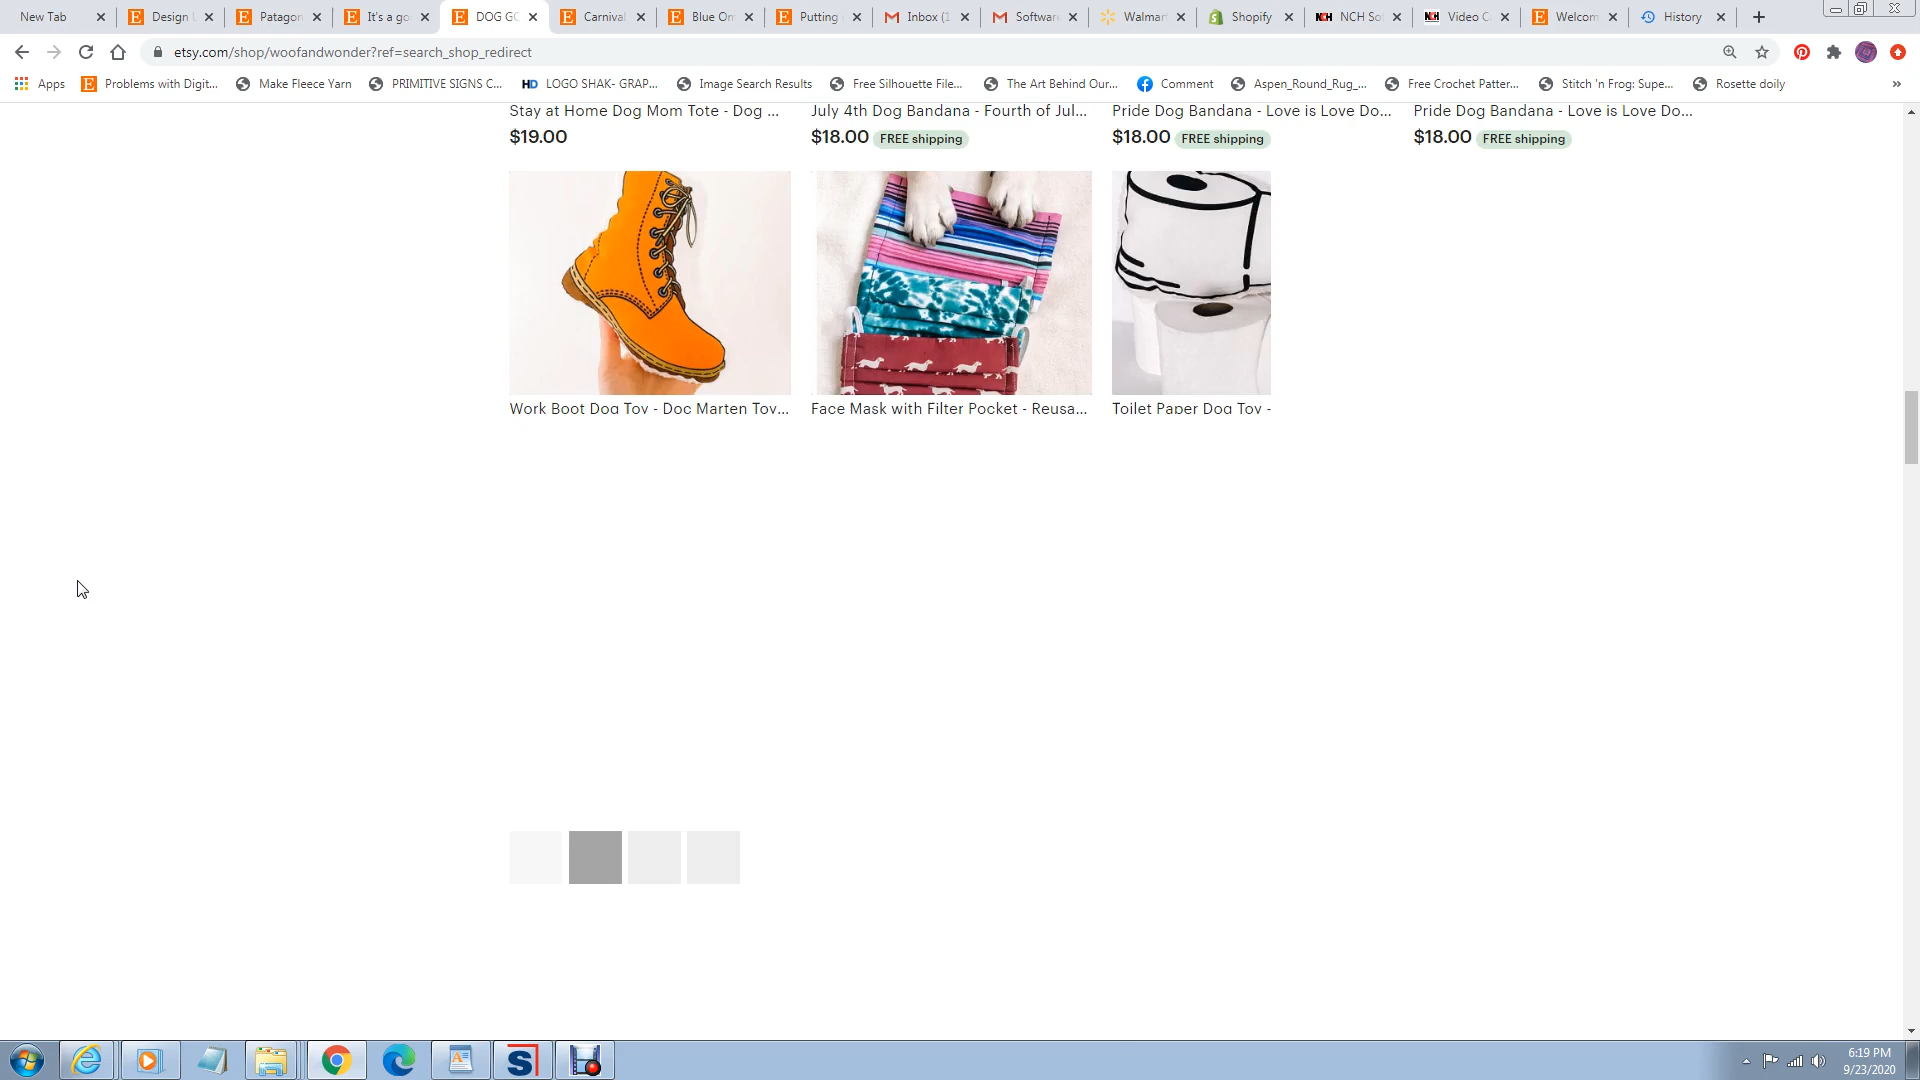 New Tab
Design L
Patagon
It's a go
DOG GO
Carnival
Blue Om
Putting
Inbox (1
Software
Walmar
Shopify
NCH So
Video C
Welcom
History
etsy.com/shop/woofandwonder?ref=search_shop_redirect
Apps
Problems with Digit...
Make Fleece Yarn
PRIMITIVE SIGNS C...
HD
LOGO SHAK- GRAP...
Image Search Results
Free Silhouette File...
The Art Behind Our...
Comment
Aspen_Round_Rug_...
Free Crochet Patter...
Stitch 'n Frog: Supe...
Rosette doily
»
Stay at Home Dog Mom Tote - Dog ...
$19.00
July 4th Dog Bandana - Fourth of Jul...
$18.00 FREE shipping
Pride Dog Bandana - Love is Love Do...
$18.00 FREE shipping
Pride Dog Bandana - Love is Love Do...
$18.00 FREE shipping
Work Boot Dog Toy - Doc Marten Toy...
Face Mask with Filter Pocket - Reusa...
Toilet Paper Dog Toy -
6:19 PM
9/23/2020